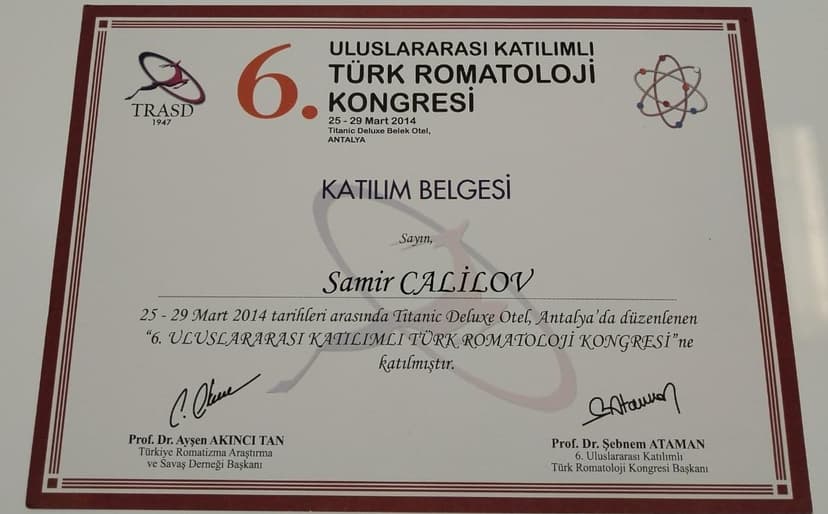 TRASD
1947
6.
ULUSLARARASI KATILIMLI
TÜRK ROMATOLOJİ
KONGRESİ
25 - 29 Mart 2014
Titanic Deluxe Belek Otel,
ANTALYA
KATILIM BELGESİ
Sayın,
Samir CALİLOV
25 - 29 Mart 2014 tarihleri arasında Titanic Deluxe Otel, Antalya'da düzenlenen
“6. ULUSLARARASI KATILIMLI TÜRK ROMATOLOJİ KONGRESİ”ne
katılmıştır.
Prof. Dr. Ayşen AKINCI TAN
Türkiye Romatizma Araştırma
ve Savaş Derneği Başkanı
Prof. Dr. Şebnem ATAMAN
6. Uluslararası Katılımlı
Türk Romatoloji Kongresi Başkanı